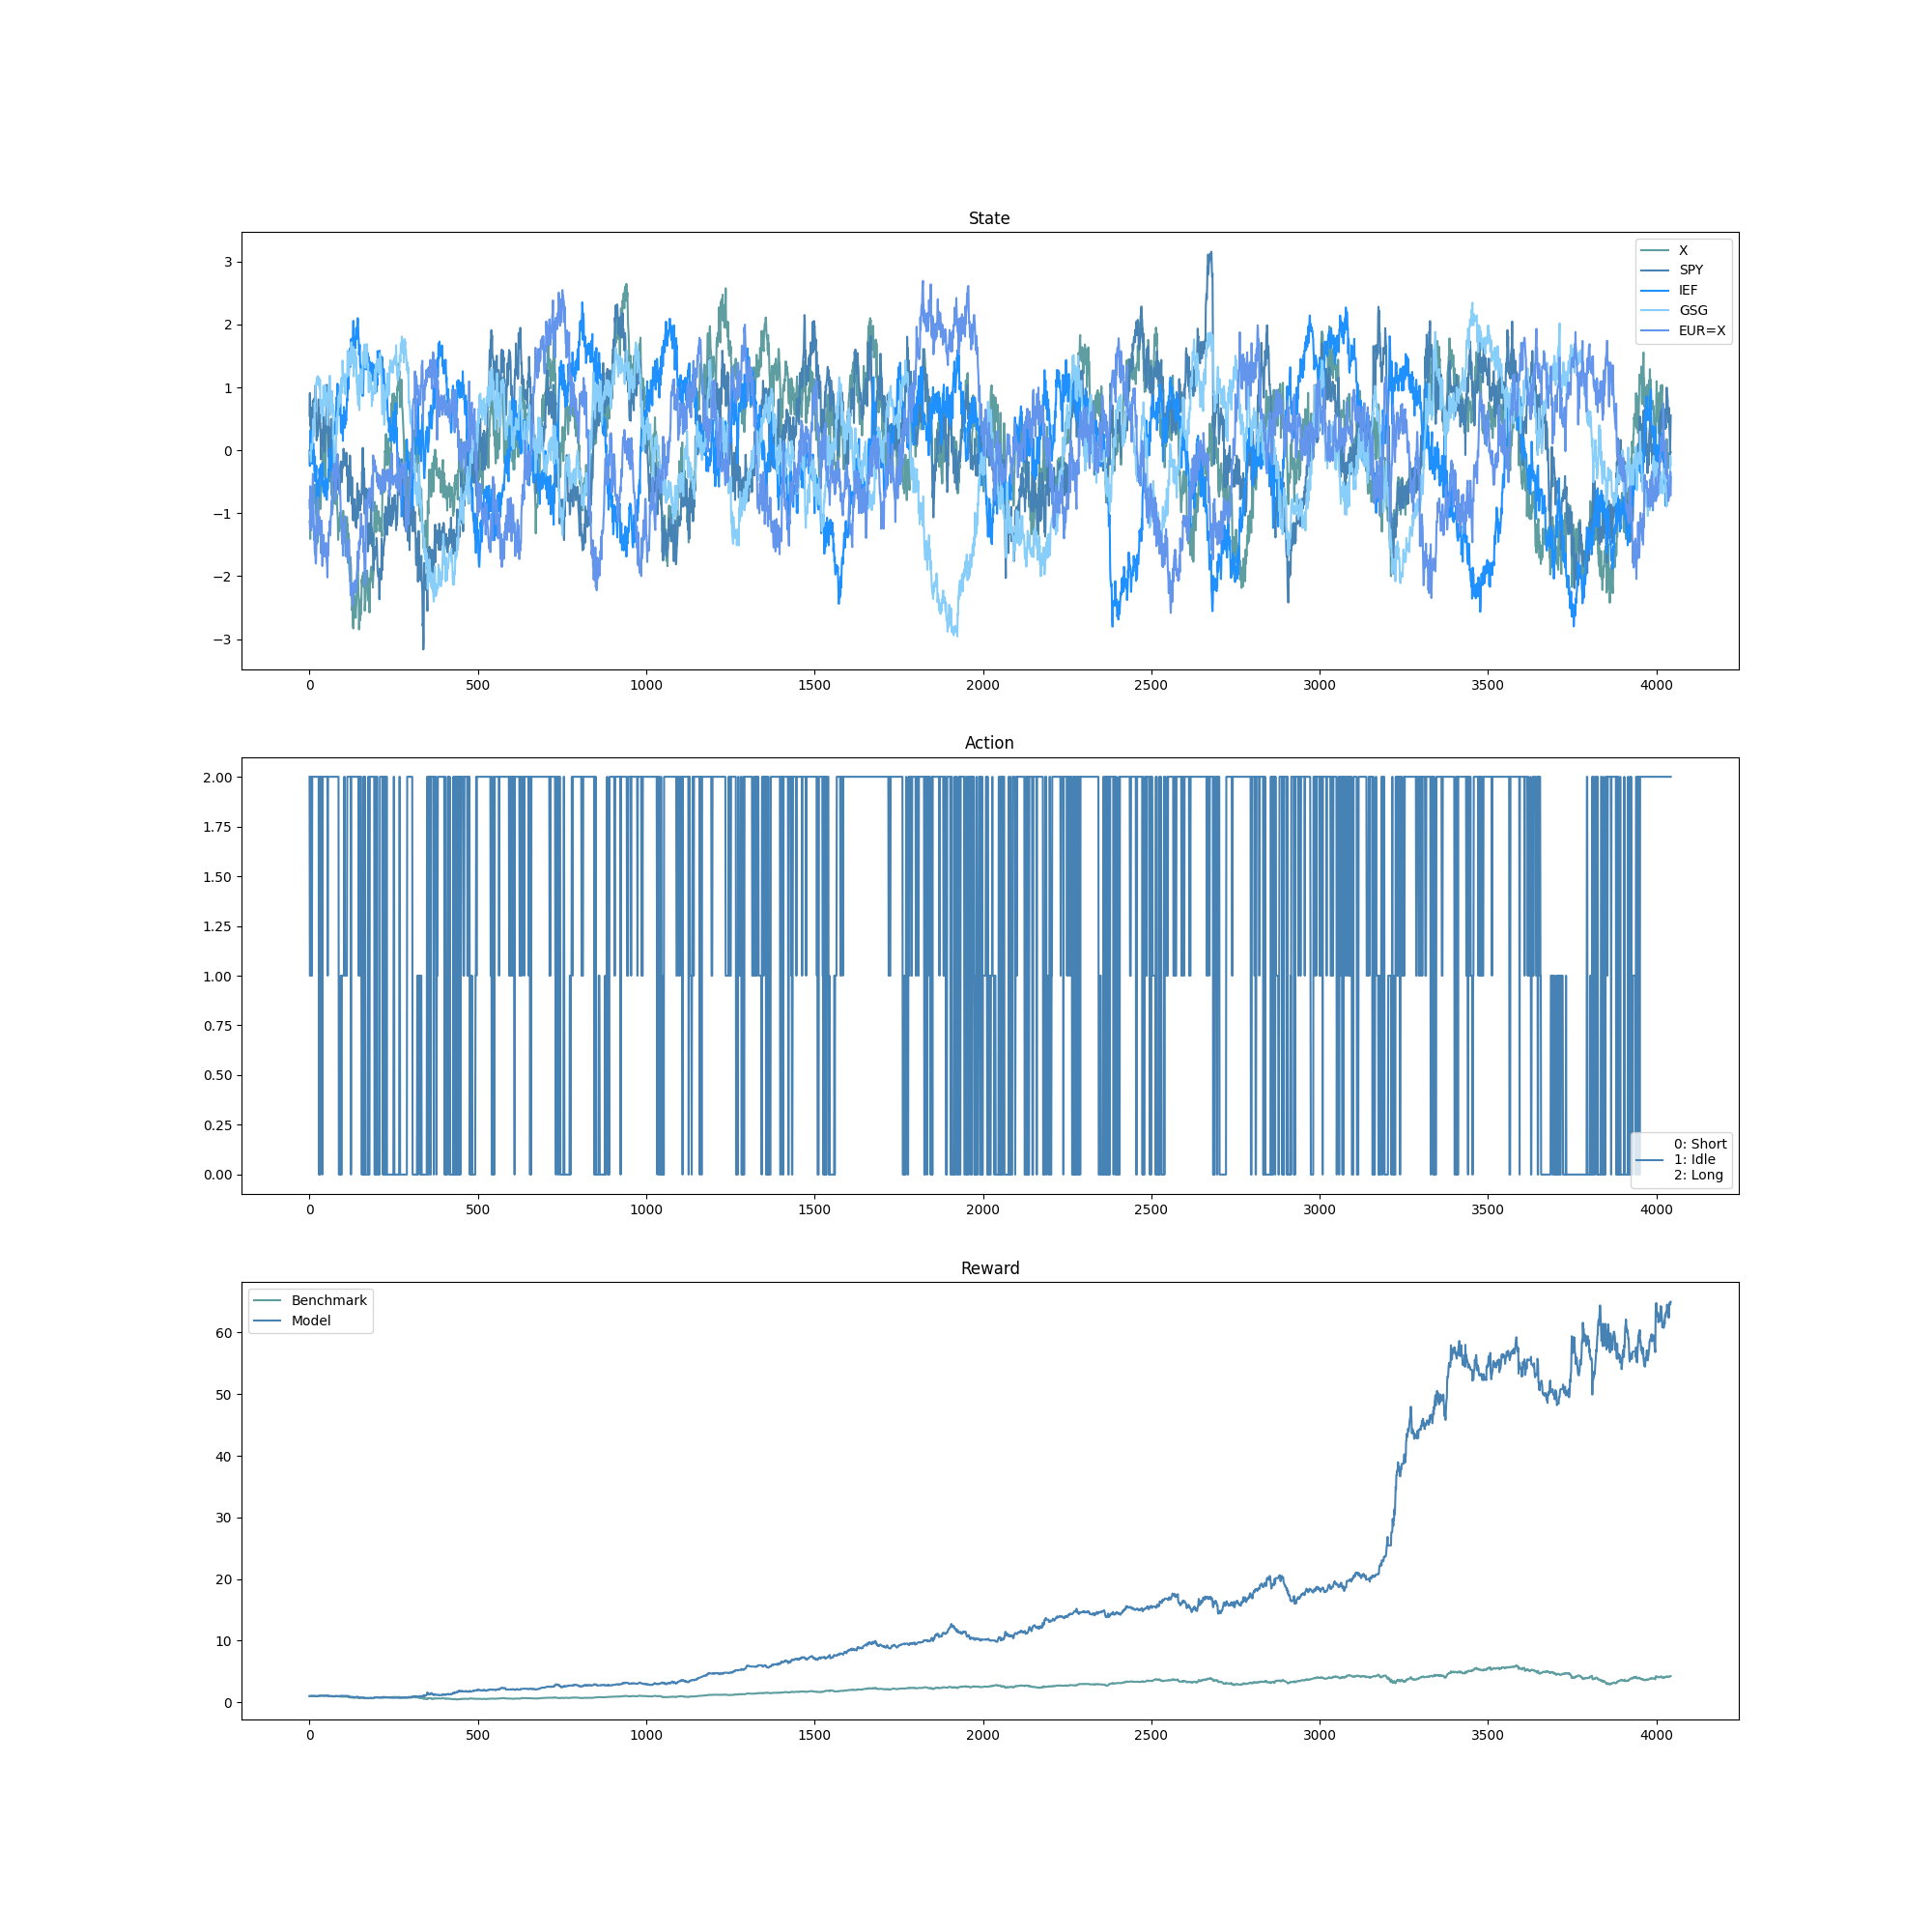 State
3
2
1
0
−1
−2
−3
X
SPY
IEF
GSG
EUR=X
0 500 1000 1500 2000 2500 3000 3500 4000
Action
2.00
1.75
1.50
1.25
1.00
0.75
0.50
0.25
0.00
0: Short
1: Idle
2: Long
0 500 1000 1500 2000 2500 3000 3500 4000
Reward
Benchmark
Model
60
50
40
30
20
10
0
0 500 1000 1500 2000 2500 3000 3500 4000